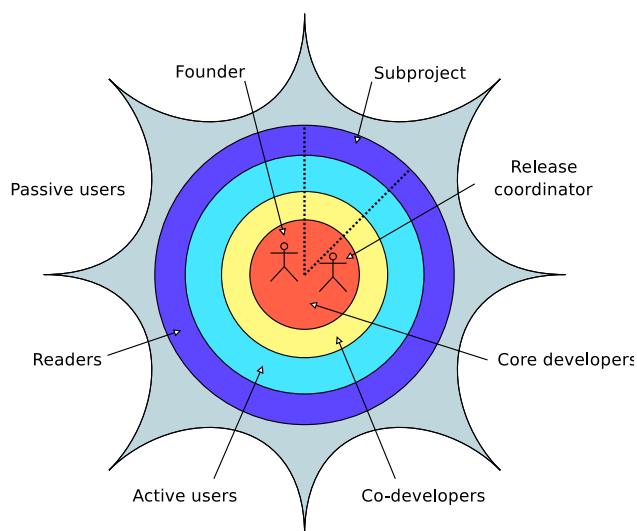 Founder
Subproject
Passive users
Release
coordinator
Readers
Core developers
Active users
Co-developers